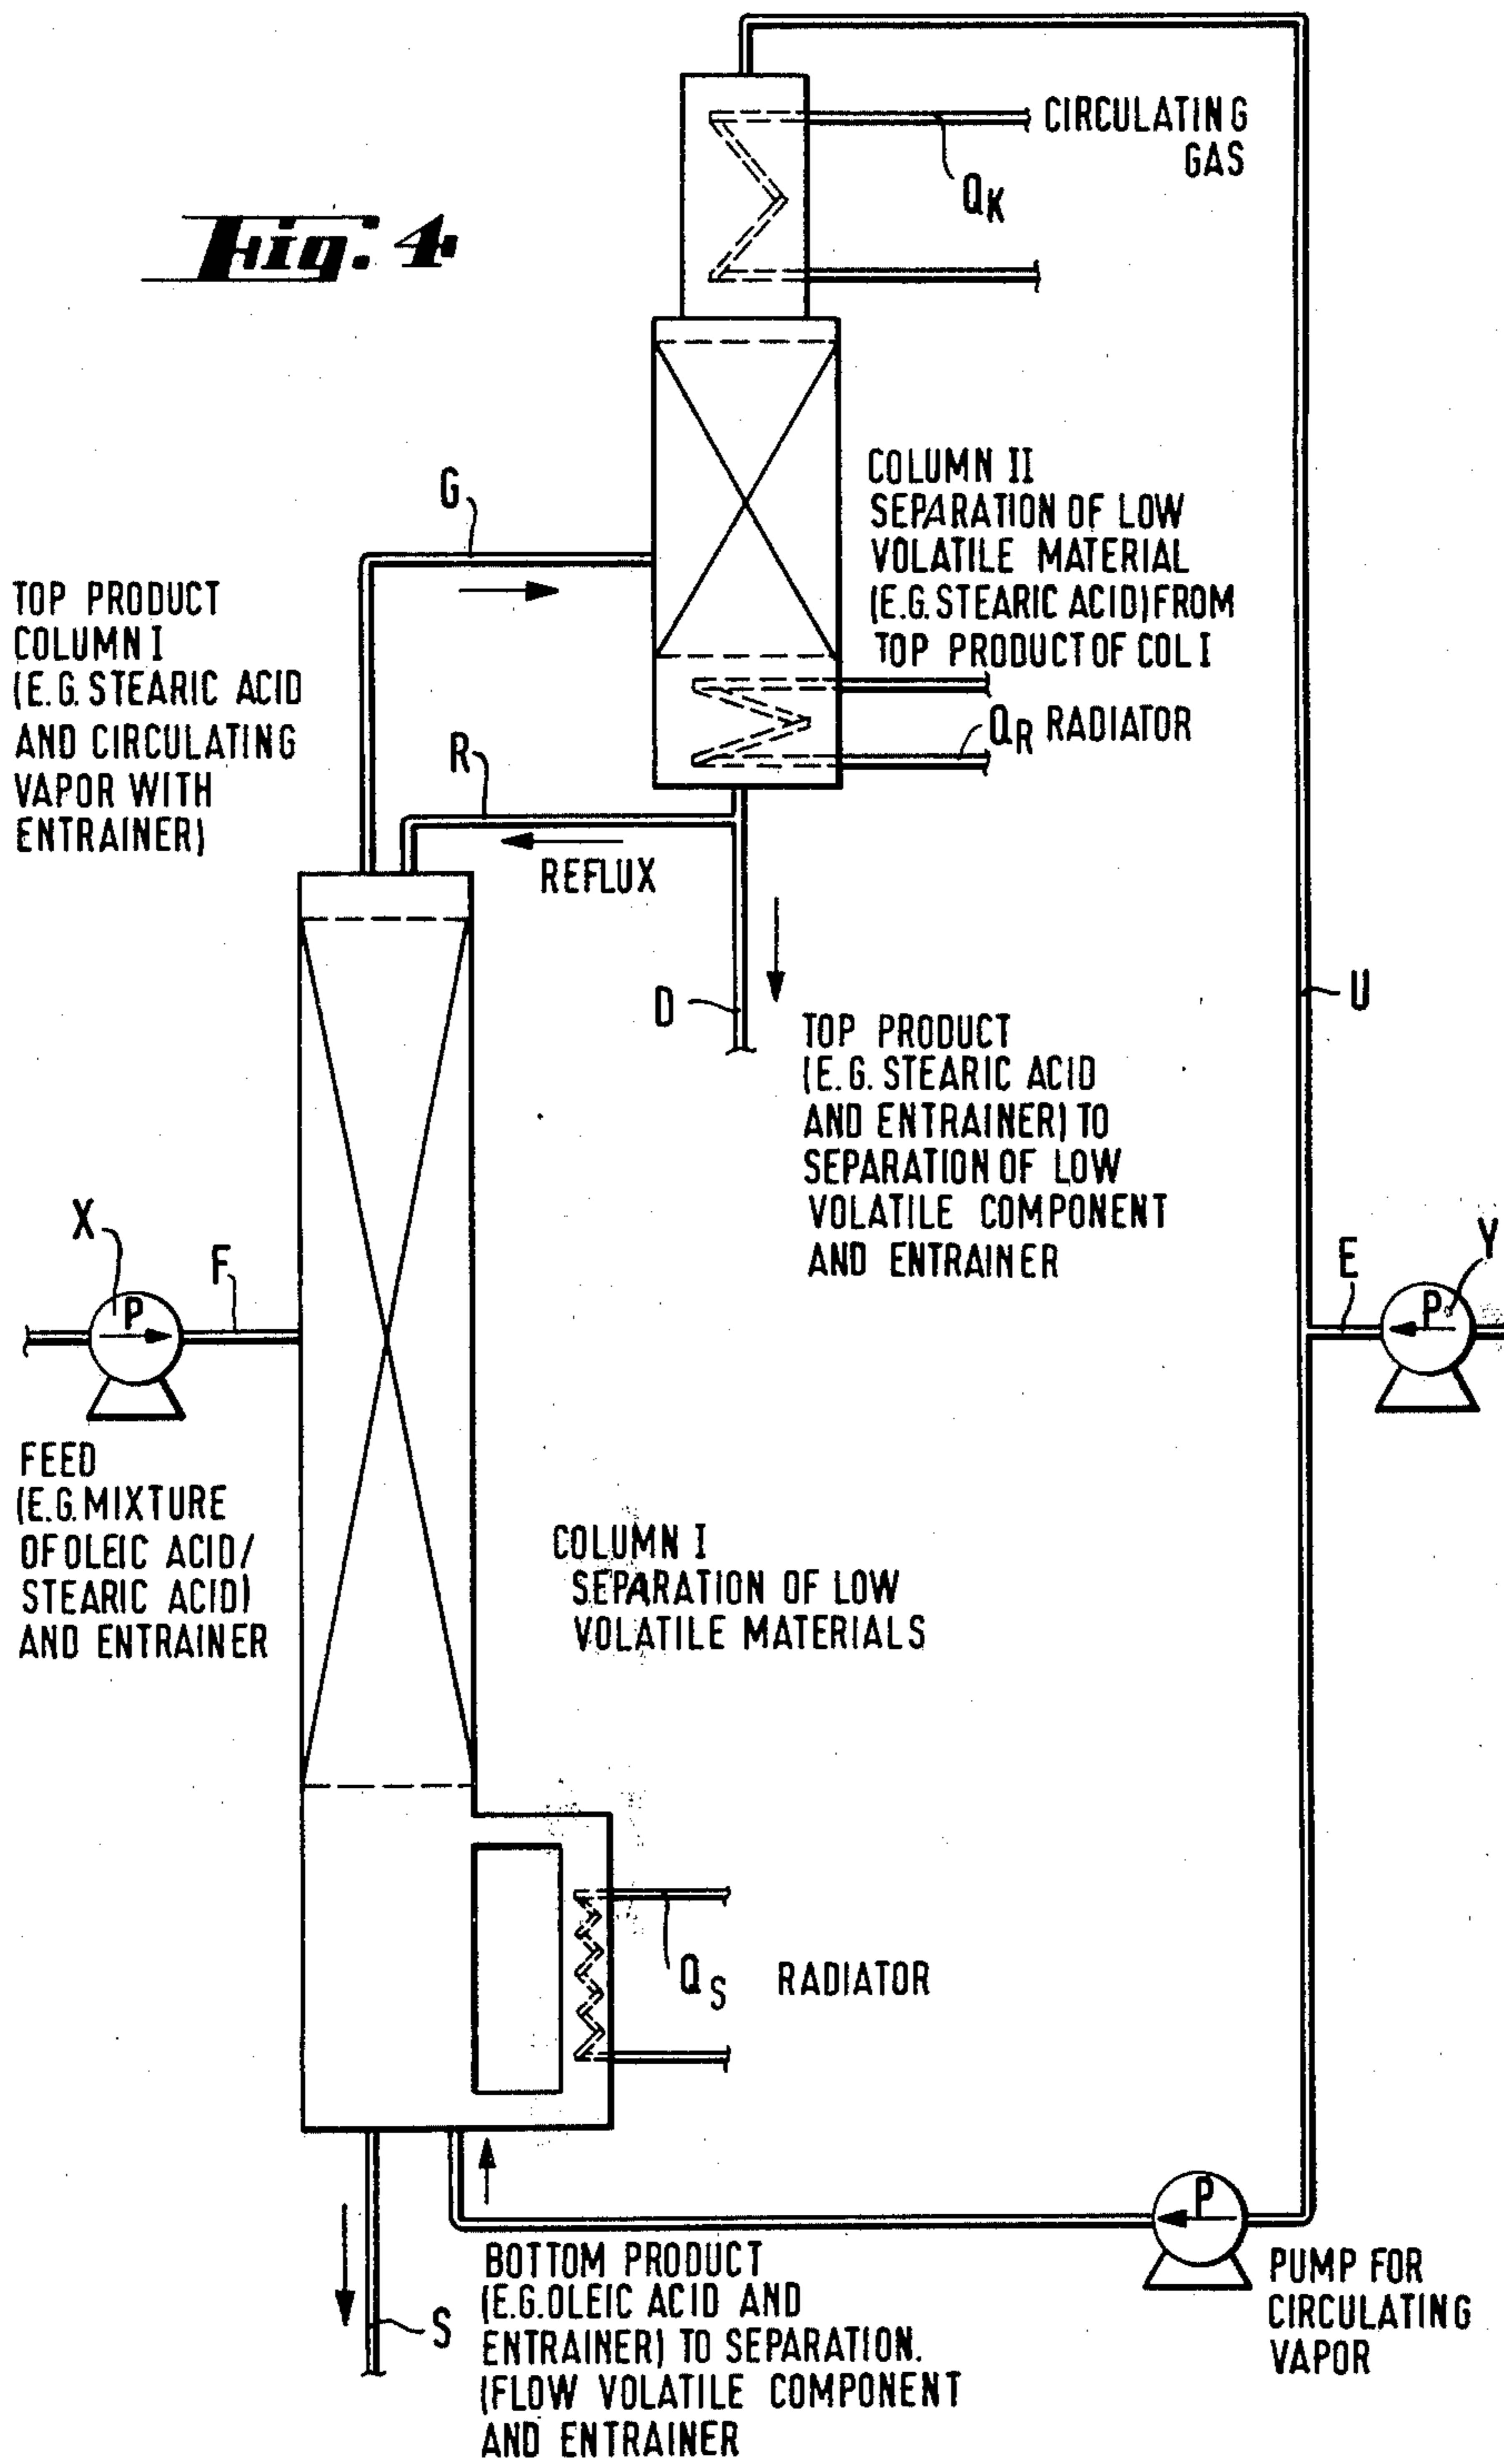 Fig. 4
CIRCULATING
GAS
QK
G
COLUMN II
SEPARATION OF LOW
VOLATILE MATERIAL
(E.G. STEARIC ACID) FROM
TOP PRODUCT OF COL I
TOP PRODUCT
COLUMN I
(E.G. STEARIC ACID
AND CIRCULATING
VAPOR WITH
ENTRAINER)
QR RADIATOR
R
REFLUX
D
U
TOP PRODUCT
(E.G. STEARIC ACID
AND ENTRAINER) TO
SEPARATION OF LOW
VOLATILE COMPONENT
AND ENTRAINER
X
P
F
E
Y
P
FEED
(E.G. MIXTURE
OF OLEIC ACID/
STEARIC ACID)
AND ENTRAINER
COLUMN I
SEPARATION OF LOW
VOLATILE MATERIALS
QS RADIATOR
P
S
BOTTOM PRODUCT
(E.G. OLEIC ACID AND
ENTRAINER) TO SEPARATION.
(FLOW VOLATILE COMPONENT
AND ENTRAINER
PUMP FOR
CIRCULATING
VAPOR